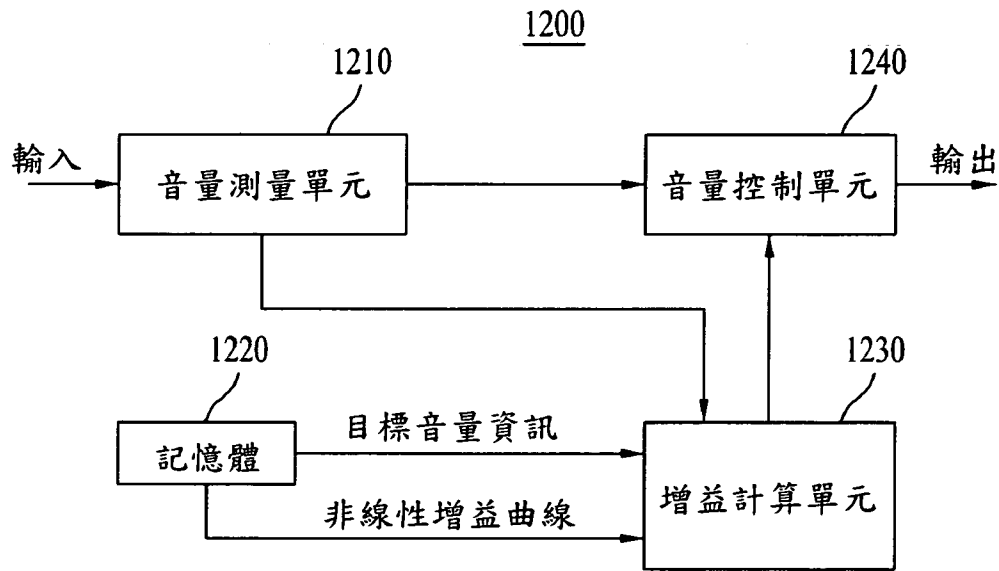 1200
1210
1240
輸入
音量測量單元
音量控制單元
輸出
1220
1230
目標音量資訊
記憶體
增益計算單元
非線性增益曲線